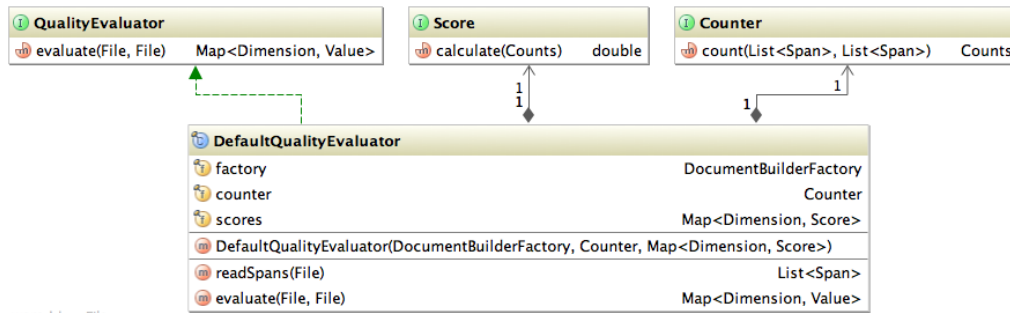 QualityEvaluator
evaluate(File, File) Map<Dimension, Value>
Score
calculate(Counts) double
Counter
count(List<Span>, List<Span>) Counts
1
1
1
1
DefaultQualityEvaluator
factory DocumentBuilderFactory
counter Counter
scores Map<Dimension, Score>
DefaultQualityEvaluator(DocumentBuilderFactory, Counter, Map<Dimension, Score>)
readSpans(File) List<Span>
evaluate(File, File) Map<Dimension, Value>